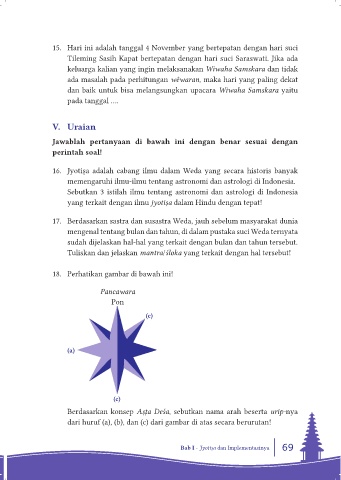 15. Hari ini adalah tanggal 4 November yang bertepatan dengan hari suci
Tileming Sasih Kapat bertepatan dengan hari suci Saraswati. Jika ada
keluarga kalian yang ingin melaksanakan Wiwaha Samskara dan tidak
ada masalah pada perhitungan wéwaran, maka hari yang paling dekat
dan baik untuk bisa melangsungkan upacara Wiwaha Samskara yaitu
pada tanggal ....
V. Uraian
Jawablah pertanyaan di bawah ini dengan benar sesuai dengan
perintah soal!
16. Jyotiṣa adalah cabang ilmu dalam Weda yang secara historis banyak
memengaruhi ilmu-ilmu tentang astronomi dan astrologi di Indonesia.
Sebutkan 3 istilah ilmu tentang astronomi dan astrologi di Indonesia
yang terkait dengan ilmu jyotiṣa dalam Hindu dengan tepat!
17. Berdasarkan sastra dan susastra Weda, jauh sebelum masyarakat dunia
mengenal tentang bulan dan tahun, di dalam pustaka suci Weda ternyata
sudah dijelaskan hal-hal yang terkait dengan bulan dan tahun tersebut.
Tuliskan dan jelaskan mantra/śloka yang terkait dengan hal tersebut!
18. Perhatikan gambar di bawah ini!
Pancawara
Pon
(c)
(a)
(c)
Berdasarkan konsep Aṣṭa Deśa, sebutkan nama arah beserta urip-nya
dari huruf (a), (b), dan (c) dari gambar di atas secara berurutan!
Bab I - Jyotiṣa dan Implementasinya 69